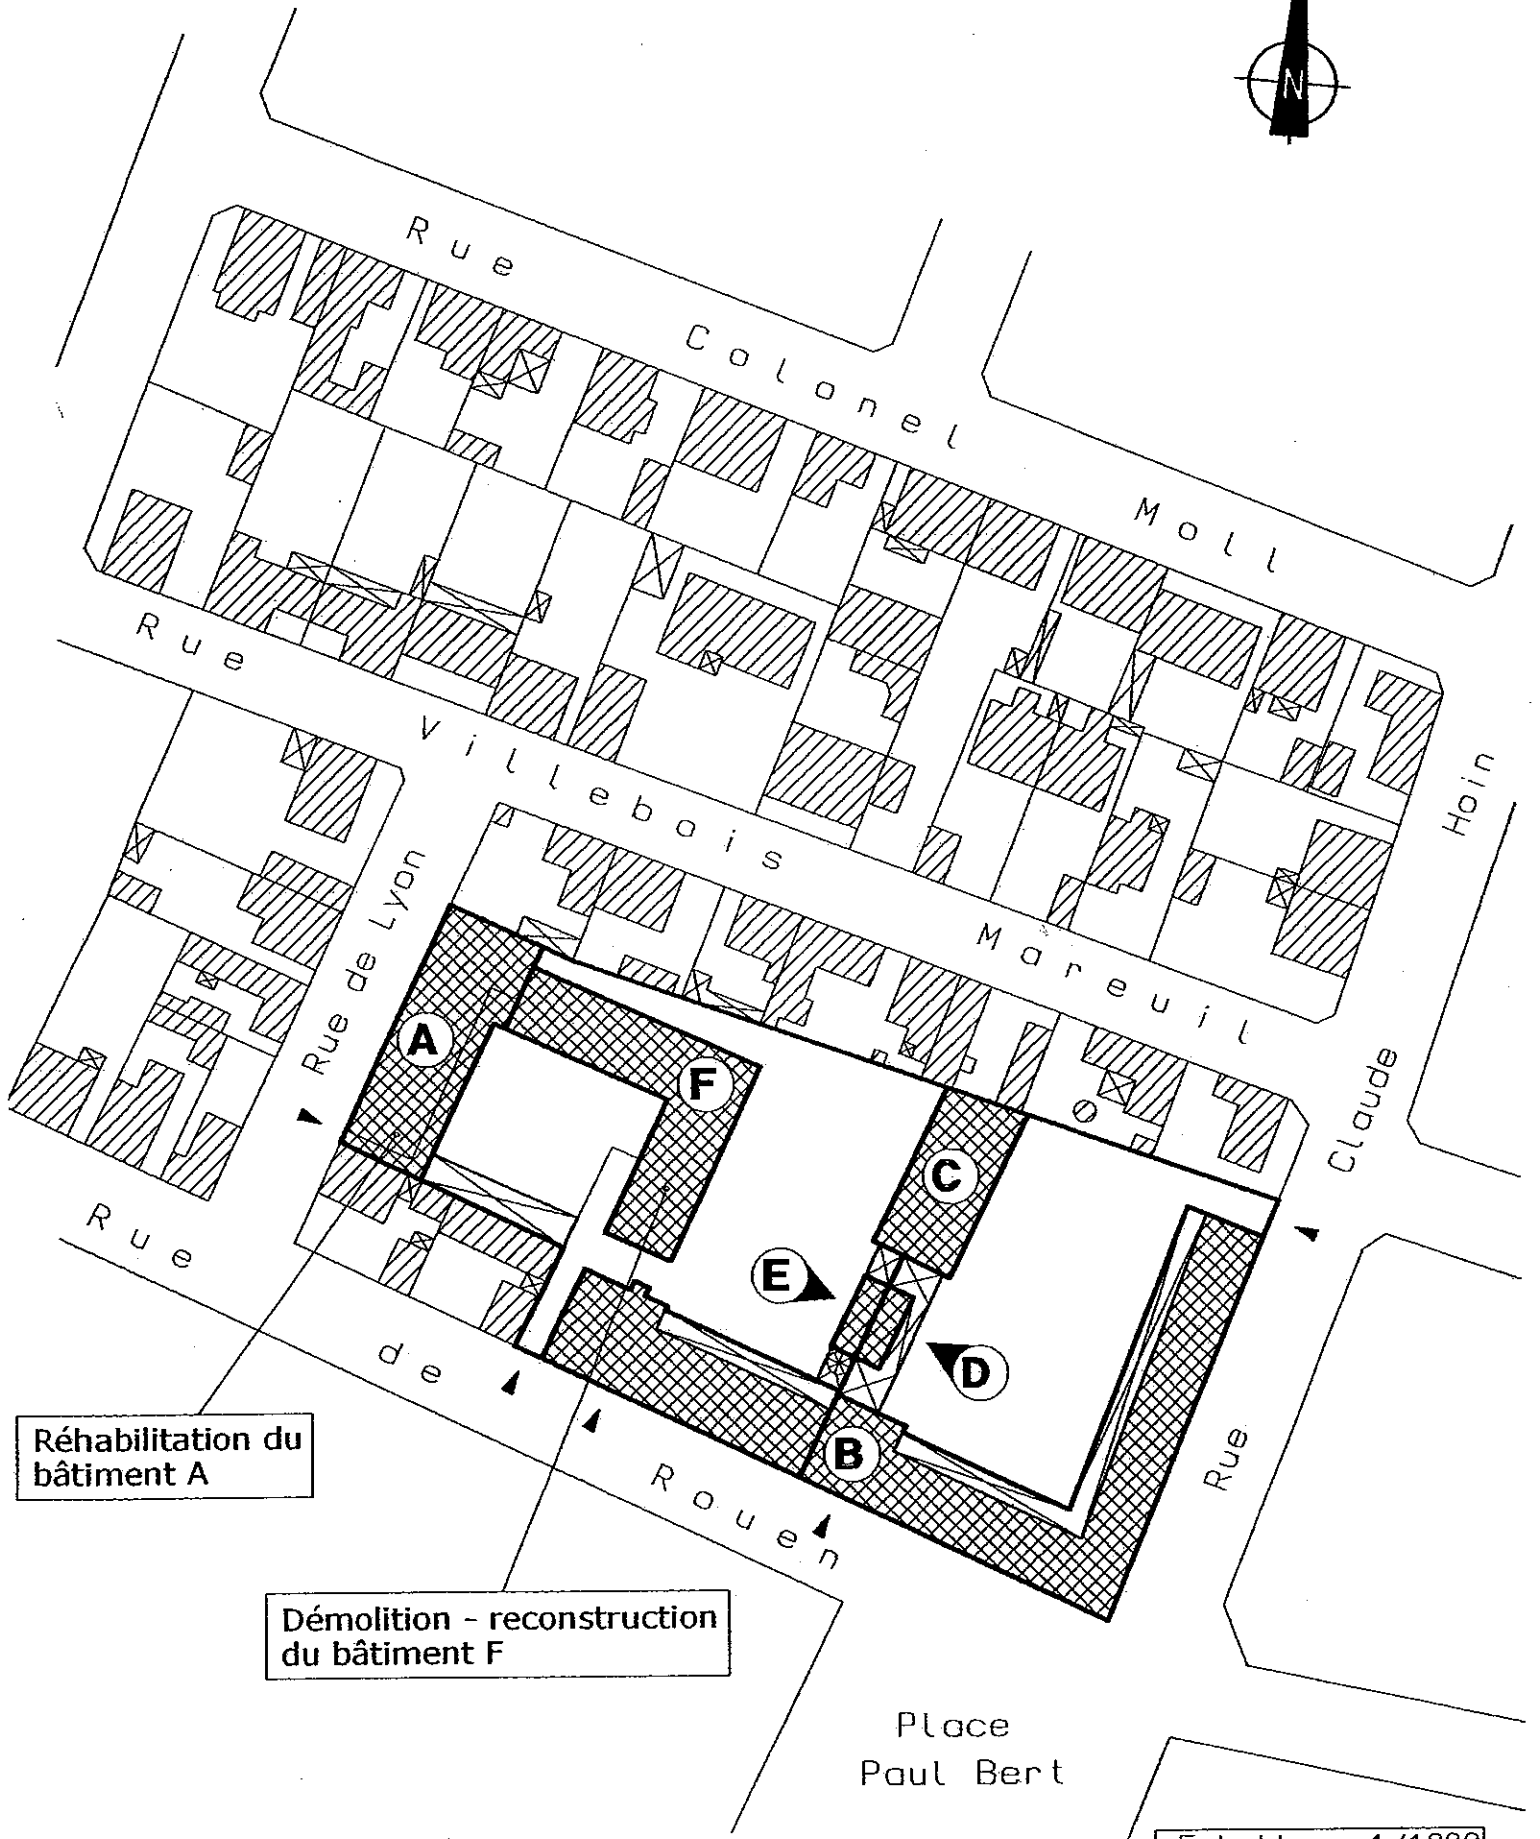 N
Rue Colonel Moll
Rue Villebois Mareuil
Rue de Lyon
Rue Claude Hoin
A
F
C
E
D
B
Rue de Rouen
Réhabilitation du
bâtiment A
Démolition - reconstruction
du bâtiment F
Place
Paul Bert